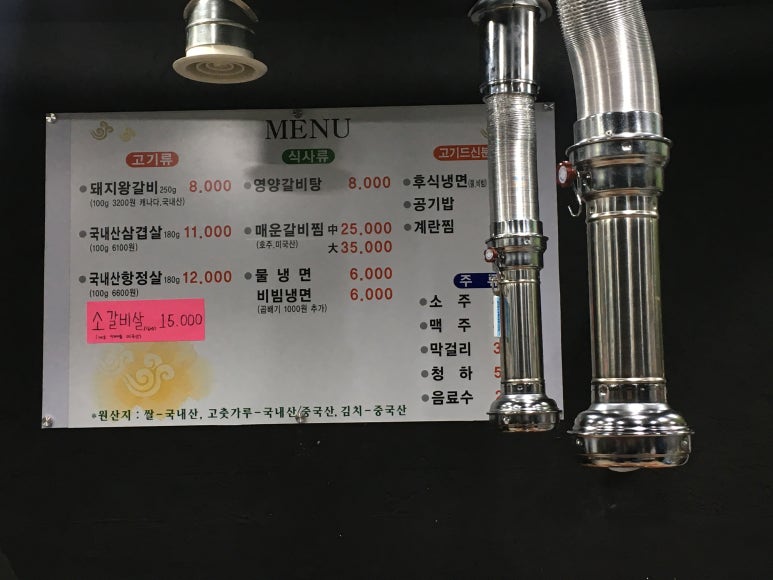 MENU
고기류
돼지왕갈비 250g 8.000
(100g 3200원 캐나다,국내산)
국내산삼겹살 180g 11.000
(100g 6100원)
국내산항정살 180g 12.000
(100g 6600원)
소갈비살 15.000
식사류
영양갈비탕 8.000
매운갈비찜 中 25.000
(호주,미국산) 大 35.000
물 냉 면 6.000
비빔냉면 6.000
(곱빼기 1000원 추가)
고기드신분
후식냉면
공기밥
계란찜
주 류
소 주
맥 주
막걸리 3
청 하 5
음료수
*원산지 : 쌀-국내산, 고춧가루-국내산/중국산, 김치-중국산